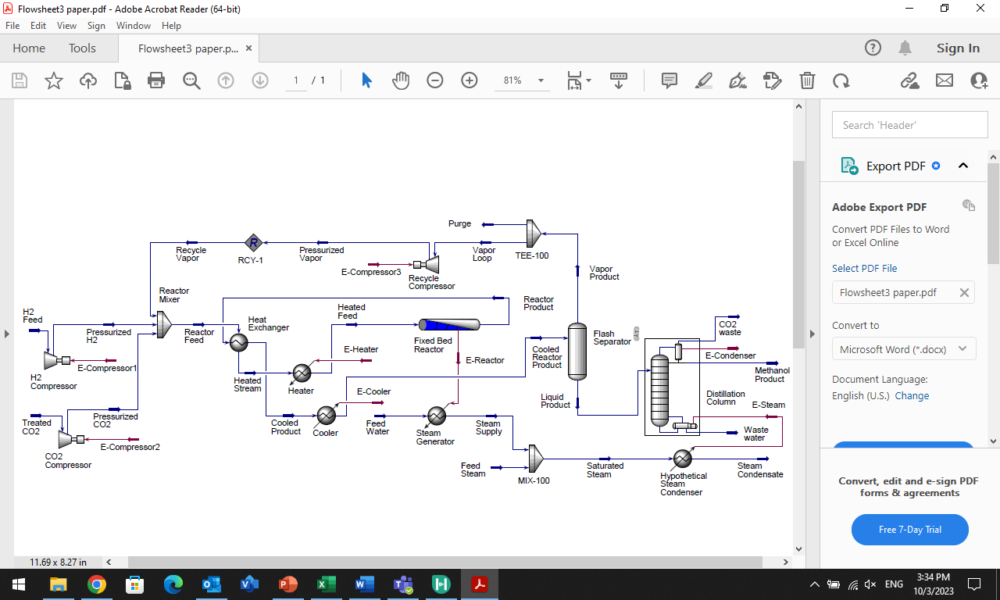 Flowsheet3 paper.pdf - Adobe Acrobat Reader (64-bit)
File Edit View Sign Window Help
Home Tools Flowsheet3 paper.p... Sign In
1 / 1 81%
Purge
Recycle
Vapor
RCY-1
Pressurized
Vapor
Vapor
Loop
TEE-100
E-Compressor3
Recycle
Compressor
Vapor
Product
Reactor
Mixer
H2
Feed
Pressurized
H2
Reactor
Feed
Heat
Exchanger
Heated
Feed
Reactor
Product
Fixed Bed
Reactor
E-Compressor1
H2
Compressor
E-Heater
E-Reactor
Cooled
Reactor
Product
Flash
Separator
CO2
waste
E-Condenser
Methanol
Product
Heated
Stream
Heater
E-Cooler
Liquid
Product
Distillation
Column
E-Steam
Treated
CO2
Pressurized
CO2
Cooled
Product
Cooler
Feed
Water
Steam
Generator
Steam
Supply
Waste
water
E-Compressor2
CO2
Compressor
Feed
Steam
MIX-100
Saturated
Steam
Hypothetical
Steam
Condenser
Steam
Condensate
11.69 x 8.27 in
Search 'Header'
Export PDF
Adobe Export PDF
Convert PDF Files to Word
or Excel Online
Select PDF File
Flowsheet3 paper.pdf
Convert to
Microsoft Word (*.docx)
Document Language:
English (U.S.) Change
Convert, edit and e-sign PDF
forms & agreements
Free 7-Day Trial
ENG
3:34 PM
10/3/2023